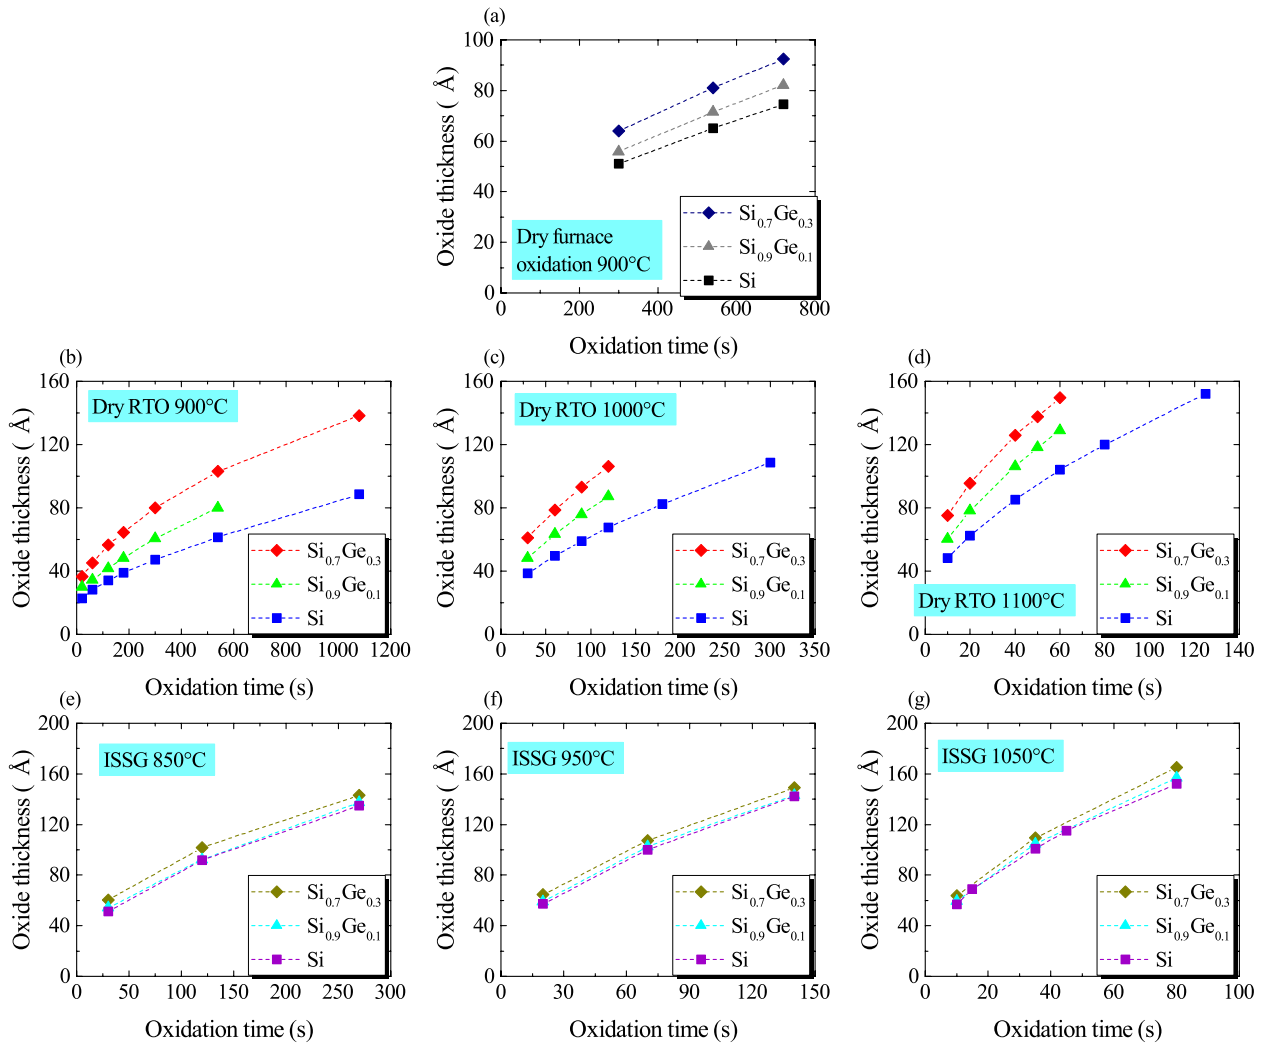 (a)
100
80
60
40
20
0
Oxide thickness ( Å)
Dry furnace
oxidation 900°C
Si0.7Ge0.3
Si0.9Ge0.1
Si
0 200 400 600 800
Oxidation time (s)
(b)
160
120
80
40
0
Oxide thickness ( Å)
Dry RTO 900°C
Si0.7Ge0.3
Si0.9Ge0.1
Si
0 200 400 600 800 1000 1200
Oxidation time (s)
(c)
160
120
80
40
0
Oxide thickness ( Å)
Dry RTO 1000°C
Si0.7Ge0.3
Si0.9Ge0.1
Si
0 50 100 150 200 250 300 350
Oxidation time (s)
(d)
160
120
80
40
0
Oxide thickness ( Å)
Dry RTO 1100°C
Si0.7Ge0.3
Si0.9Ge0.1
Si
0 20 40 60 80 100 120 140
Oxidation time (s)
(e)
200
160
120
80
40
0
Oxide thickness ( Å)
ISSG 850°C
Si0.7Ge0.3
Si0.9Ge0.1
Si
0 50 100 150 200 250 300
Oxidation time (s)
(f)
200
160
120
80
40
0
Oxide thickness ( Å)
ISSG 950°C
Si0.7Ge0.3
Si0.9Ge0.1
Si
0 30 60 90 120 150
Oxidation time (s)
(g)
200
160
120
80
40
0
Oxide thickness ( Å)
ISSG 1050°C
Si0.7Ge0.3
Si0.9Ge0.1
Si
0 20 40 60 80 100
Oxidation time (s)